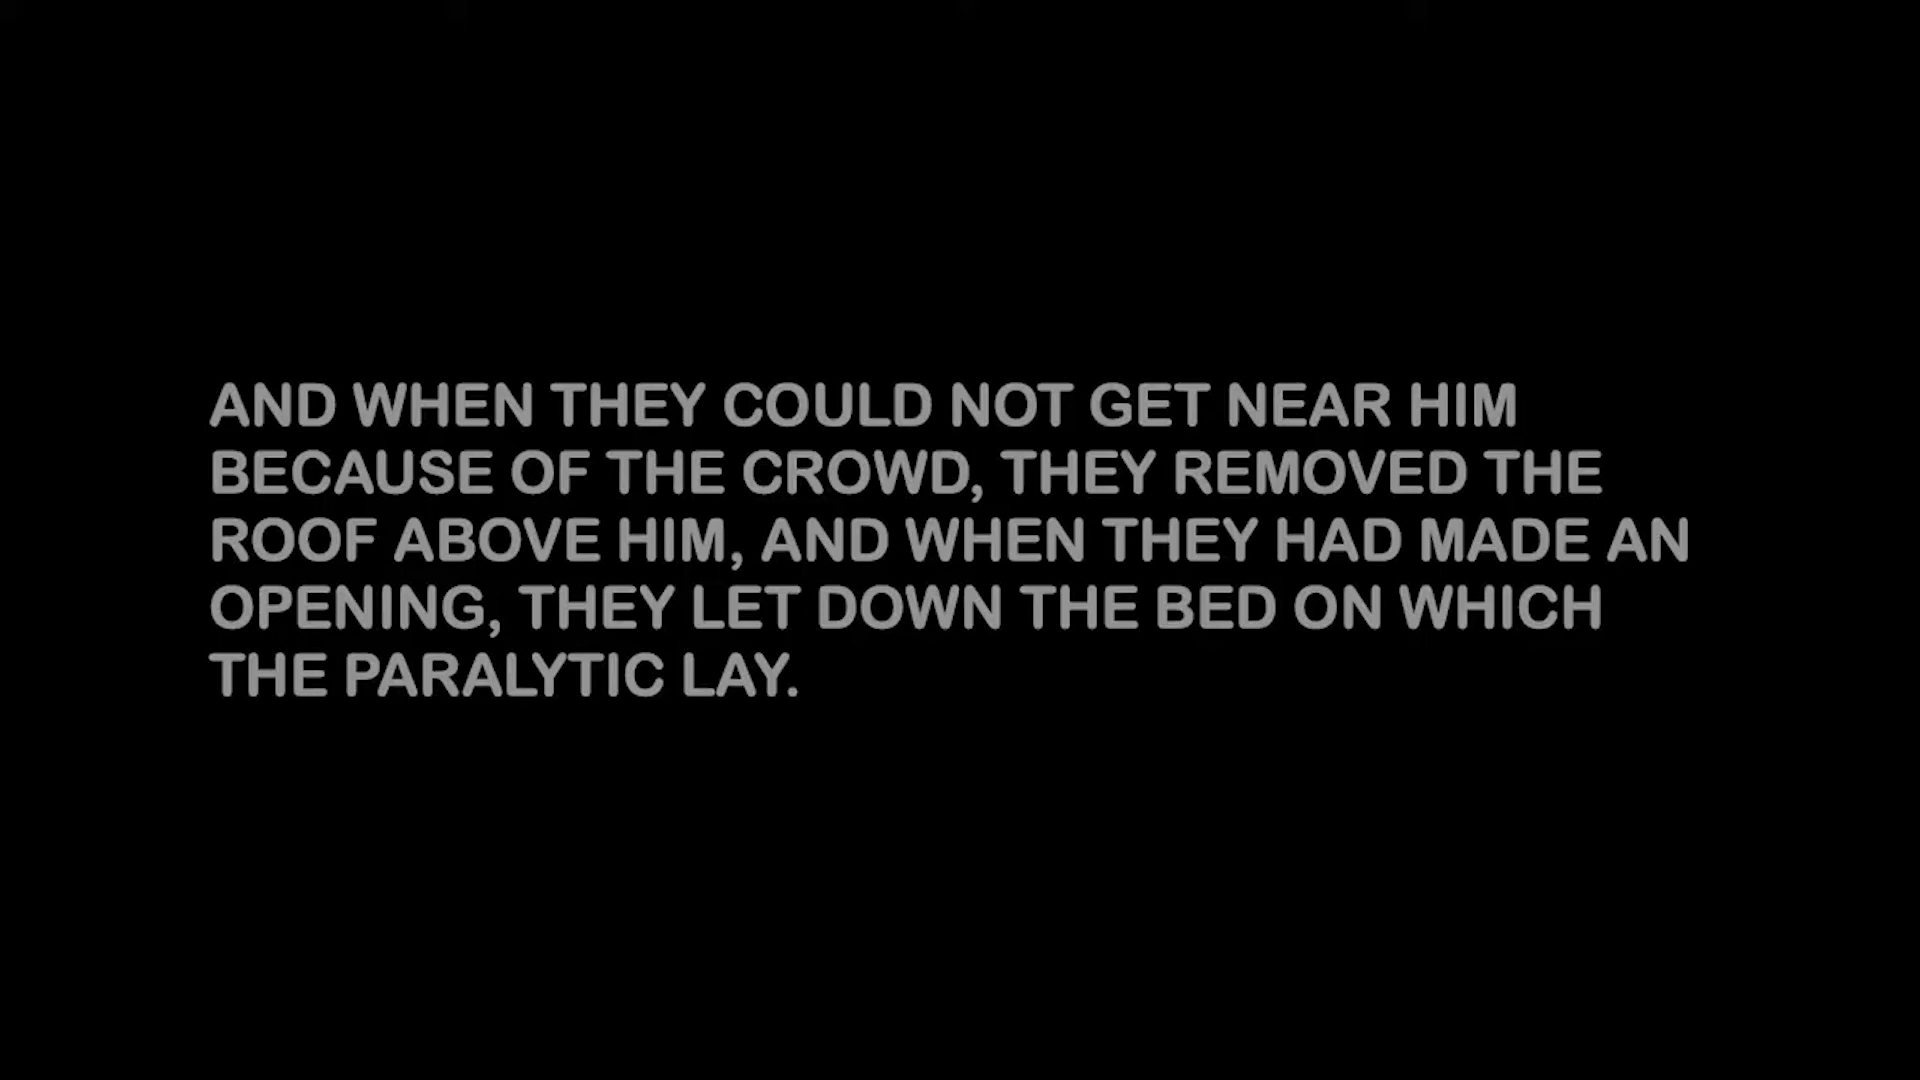 AND WHEN THEY COULD NOT GET NEAR HIM
BECAUSE OF THE CROWD, THEY REMOVED THE
ROOF ABOVE HIM, AND WHEN THEY HAD MADE AN
OPENING, THEY LET DOWN THE BED ON WHICH
THE PARALYTIC LAY.